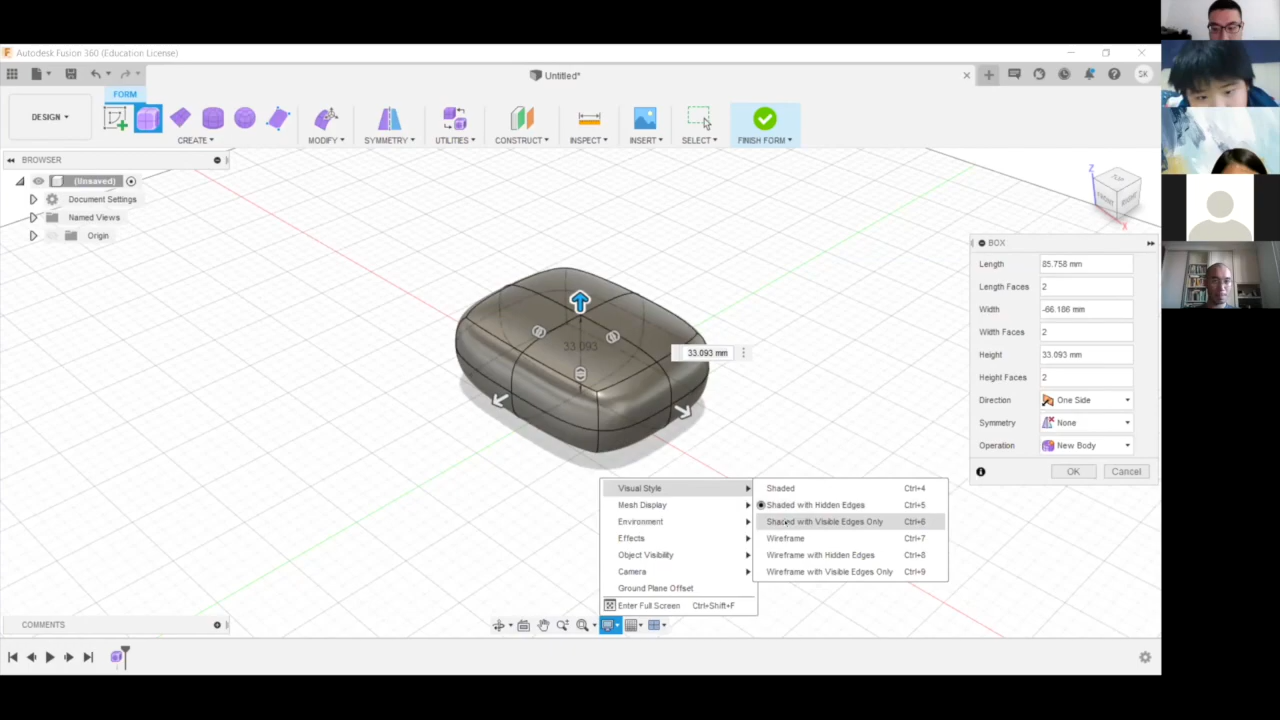 Autodesk Fusion 360 (Education License)
Untitled*
SK
DESIGN
FORM
CREATE
MODIFY
SYMMETRY
UTILITIES
CONSTRUCT
INSPECT
INSERT
SELECT
FINISH FORM
BROWSER
(Unsaved)
Document Settings
Named Views
Origin
Z
TOP
FRONT
RIGHT
X
BOX
Length 85.758 mm
Length Faces 2
Width -66.186 mm
Width Faces 2
Height 33.093 mm
Height Faces 2
Direction One Side
Symmetry None
Operation New Body
OK Cancel
33.093
33.093 mm
Visual Style
Mesh Display
Environment
Effects
Object Visibility
Camera
Ground Plane Offset
Enter Full Screen Ctrl+Shift+F
Shaded Ctrl+4
Shaded with Hidden Edges Ctrl+5
Shaded with Visible Edges Only Ctrl+6
Wireframe Ctrl+7
Wireframe with Hidden Edges Ctrl+8
Wireframe with Visible Edges Only Ctrl+9
COMMENTS